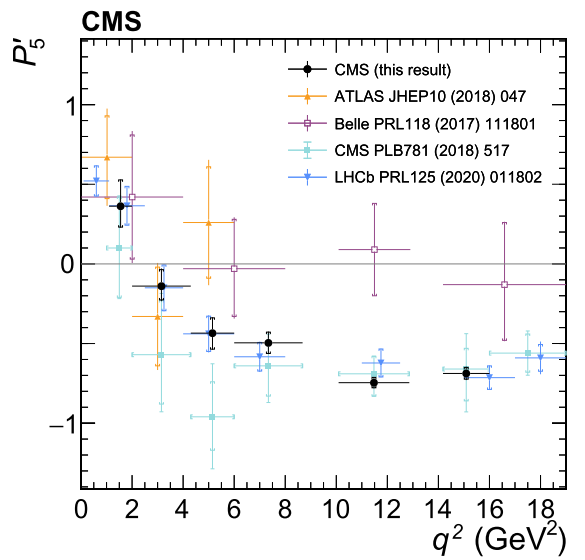 CMS
P′5
CMS (this result)
ATLAS JHEP10 (2018) 047
Belle PRL118 (2017) 111801
CMS PLB781 (2018) 517
LHCb PRL125 (2020) 011802
1
0
−1
0 2 4 6 8 10 12 14 16 18
q² (GeV²)